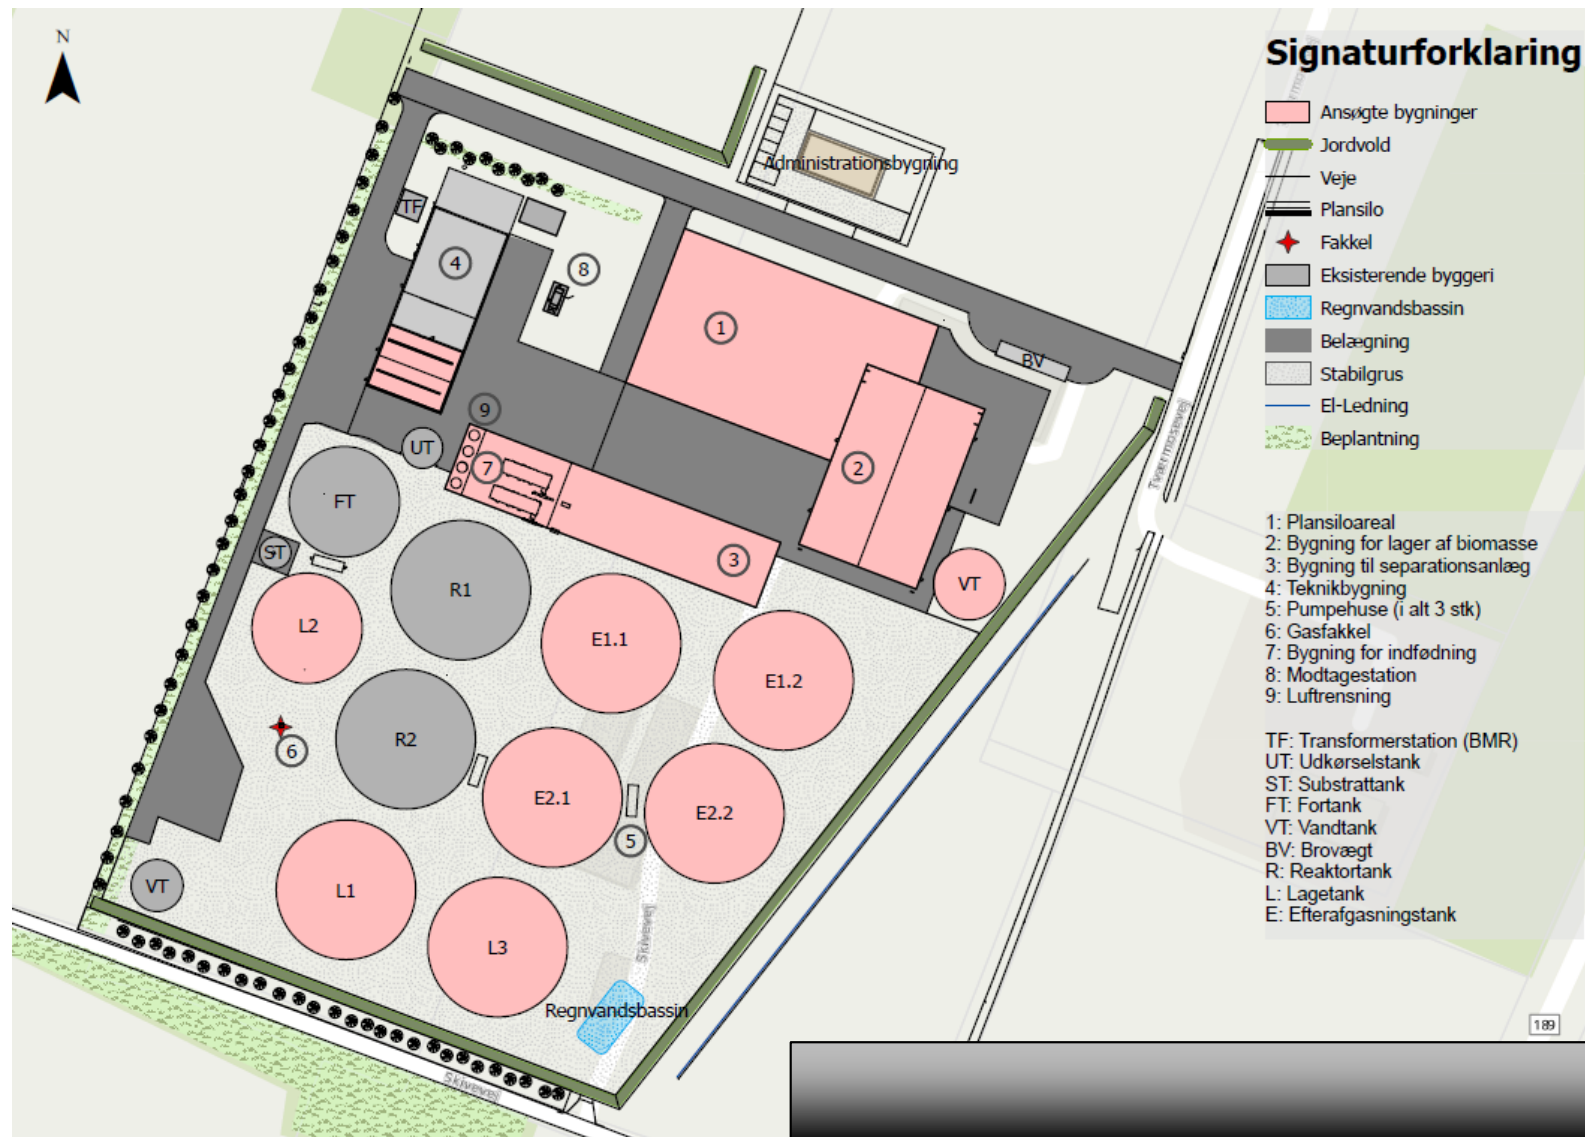 N
Signaturforklaring
Ansøgte bygninger
Jordvold
Veje
Plansilo
Fakkel
Eksisterende byggeri
Regnvandsbassin
Belægning
Stabilgrus
El-Ledning
Beplantning
1: Plansiloareal
2: Bygning for lager af biomasse
3: Bygning til separationsanlæg
4: Teknikbygning
5: Pumpehuse (i alt 3 stk)
6: Gasfakkel
7: Bygning for indfødning
8: Modtagestation
9: Luftrensning
TF: Transformerstation (BMR)
UT: Udkørselstank
ST: Substrattank
FT: Fortank
VT: Vandtank
BV: Brovægt
R: Reaktortank
L: Lagetank
E: Efterafgasningstank
Administrationsbygning
TF
4
8
1
BV
9
UT
7
2
FT
ST
3
VT
R1
L2
E1.1
E1.2
R2
6
E2.1
E2.2
5
VT
L1
L3
Tværmosevej
Skivevej
Regnvandsbassin
Skivevej
189